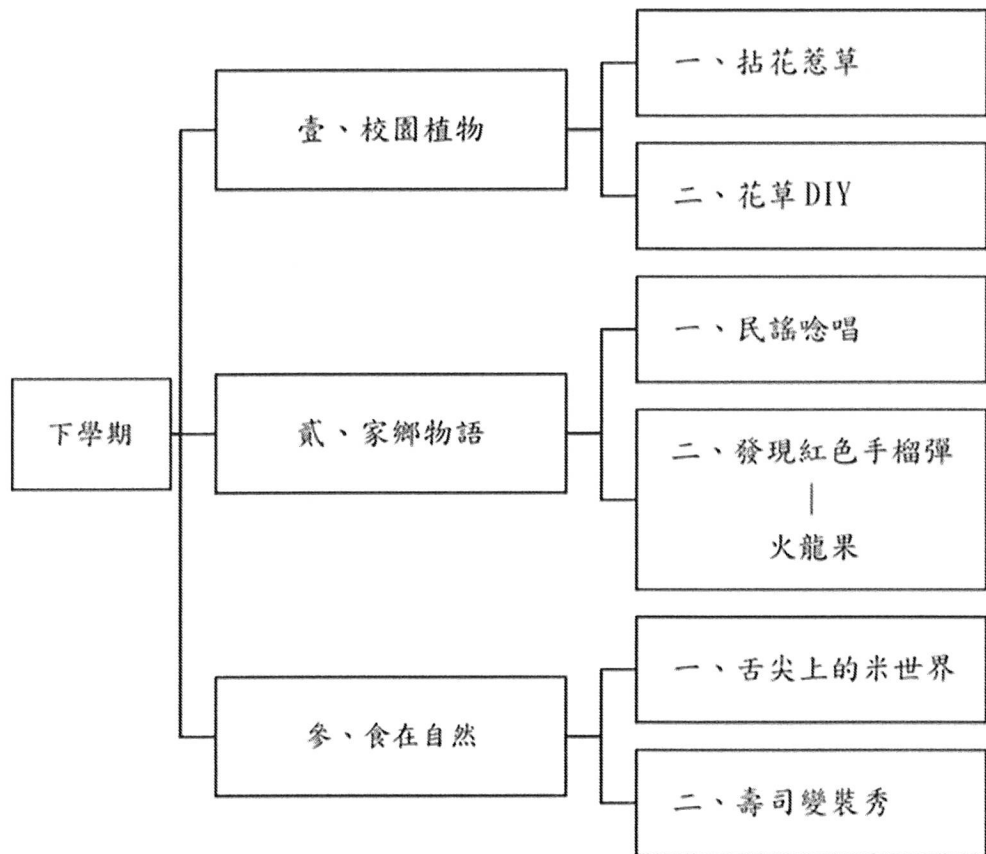 下學期
壹、校園植物
一、拈花惹草
二、花草DIY
貳、家鄉物語
一、民謠唸唱
二、發現紅色手榴彈
|
火龍果
參、食在自然
一、舌尖上的米世界
二、壽司變裝秀